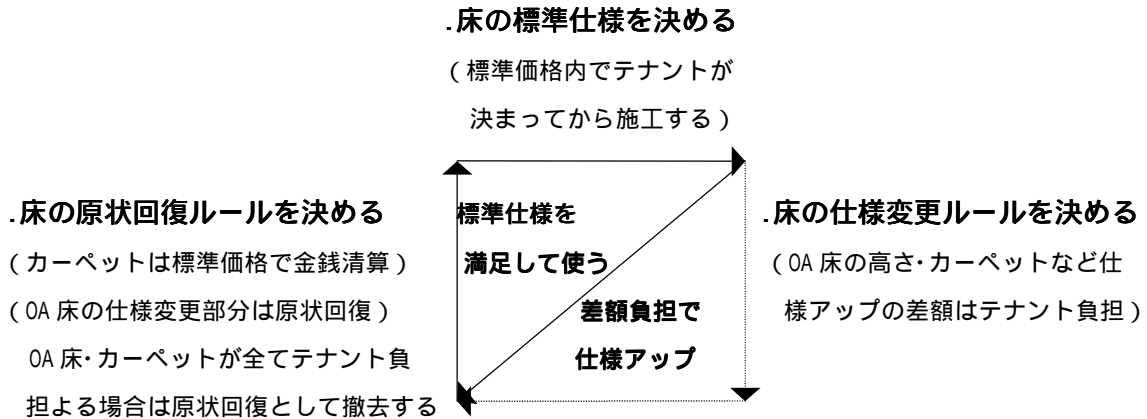 .床の標準仕様を決める
(標準価格内でテナントが
決まってから施工する)
.床の原状回復ルールを決める
(カーペットは標準価格で金銭清算)
(OA床の仕様変更部分は原状回復)
OA床・カーペットが全てテナント負
担よる場合は原状回復として撤去する
標準仕様を
満足して使う
差額負担で
仕様アップ
.床の仕様変更ルールを決める
(OA床の高さ・カーペットなど仕
様アップの差額はテナント負担)